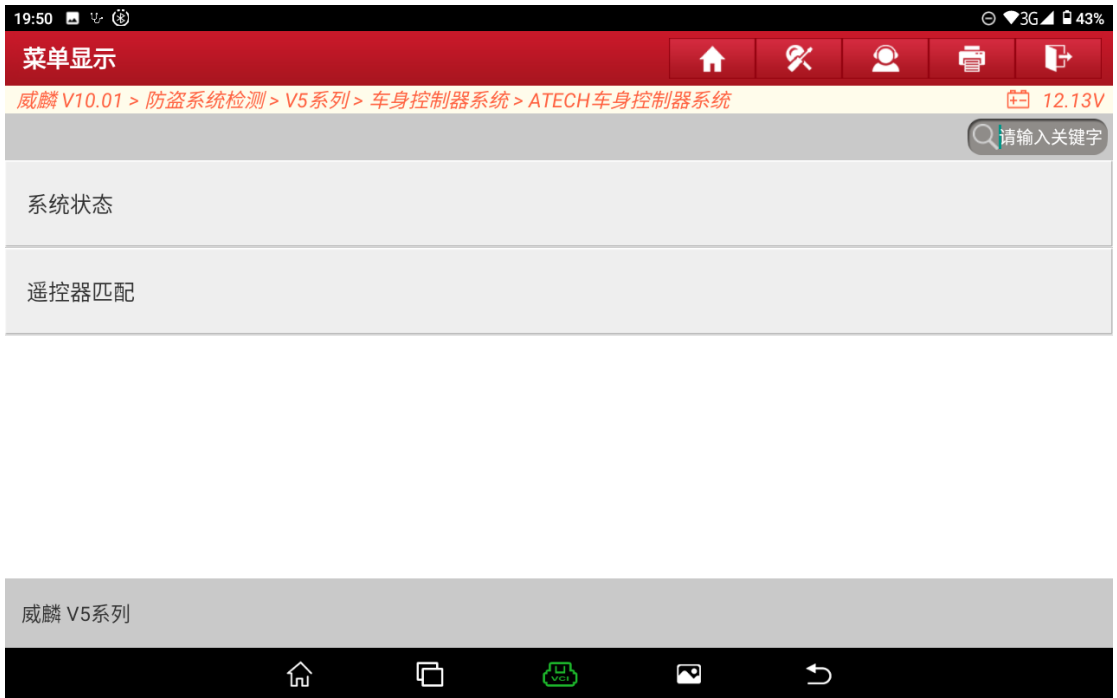 19:50
3G 43%
菜单显示
威麟 V10.01 > 防盗系统检测 > V5系列 > 车身控制器系统 > ATECH车身控制器系统
12.13V
请输入关键字
系统状态
遥控器匹配
威麟 V5系列
VCI